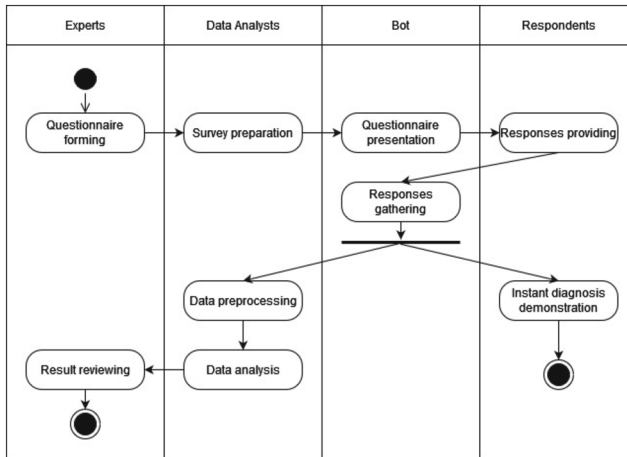 Experts
Data Analysts
Bot
Respondents
Questionnaire
forming
Survey preparation
Questionnaire
presentation
Responses providing
Responses
gathering
Data preprocessing
Instant diagnosis
demonstration
Result reviewing
Data analysis